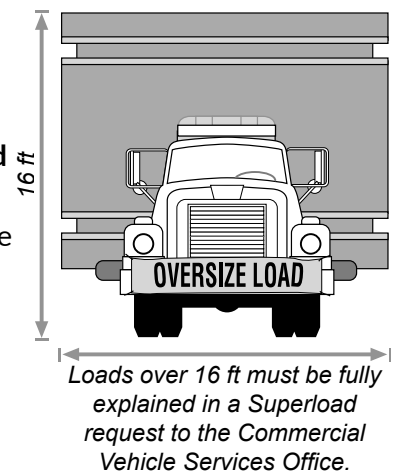 d
16 ft
e
OVERSIZE LOAD
Loads over 16 ft must be fully
explained in a Superload
request to the Commercial
Vehicle Services Office.